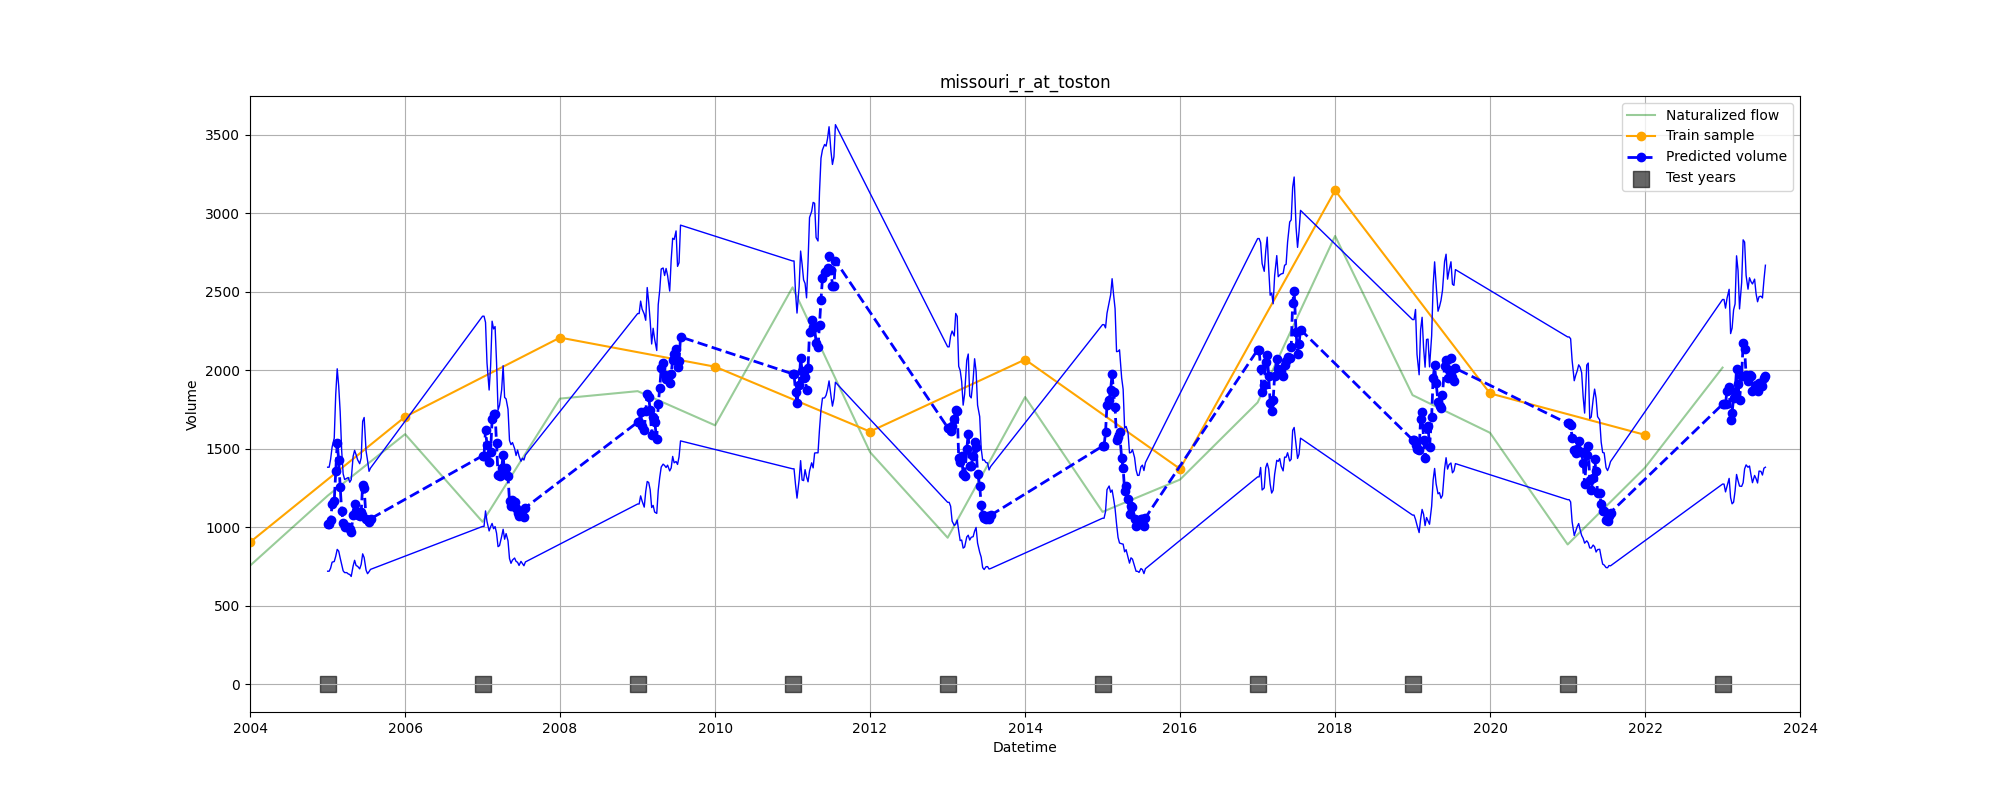 missouri_r_at_toston
Naturalized flow
Train sample
Predicted volume
Test years
3500
3000
2500
2000
1500
1000
500
0
Volume
2004 2006 2008 2010 2012 2014 2016 2018 2020 2022 2024
Datetime